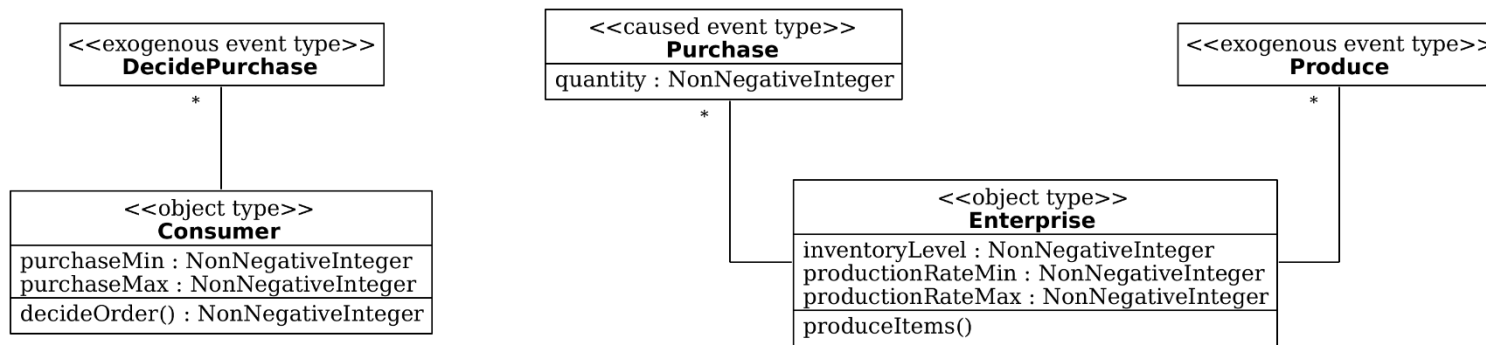 <<exogenous event type>>
DecidePurchase
*
<<object type>>
Consumer
purchaseMin : NonNegativeInteger
purchaseMax : NonNegativeInteger
decideOrder() : NonNegativeInteger
<<caused event type>>
Purchase
quantity : NonNegativeInteger
*
<<exogenous event type>>
Produce
*
<<object type>>
Enterprise
inventoryLevel : NonNegativeInteger
productionRateMin : NonNegativeInteger
productionRateMax : NonNegativeInteger
produceItems()